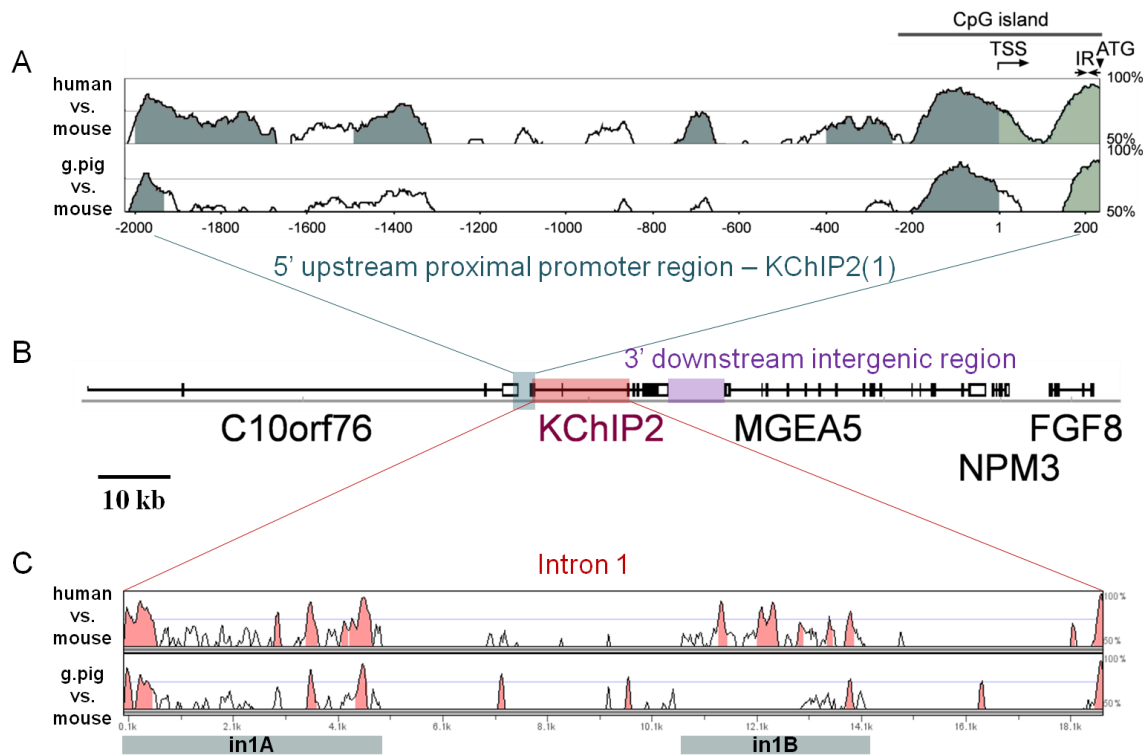 CpG island
TSS
IR ATG
A
human
vs.
mouse
100%
50%
g.pig
vs.
mouse
100%
50%
-2000 -1800 -1600 -1400 -1200 -1000 -800 -600 -400 -200 1 200
5’ upstream proximal promoter region – KChIP2(1)
B
3’ downstream intergenic region
C10orf76 KChIP2 MGEA5 FGF8
NPM3
10 kb
Intron 1
C
human
vs.
mouse
100%
50%
g.pig
vs.
mouse
100%
50%
0.1k 2.1k 4.1k 6.1k 8.1k 10.1k 12.1k 14.1k 16.1k 18.1k
in1A in1B